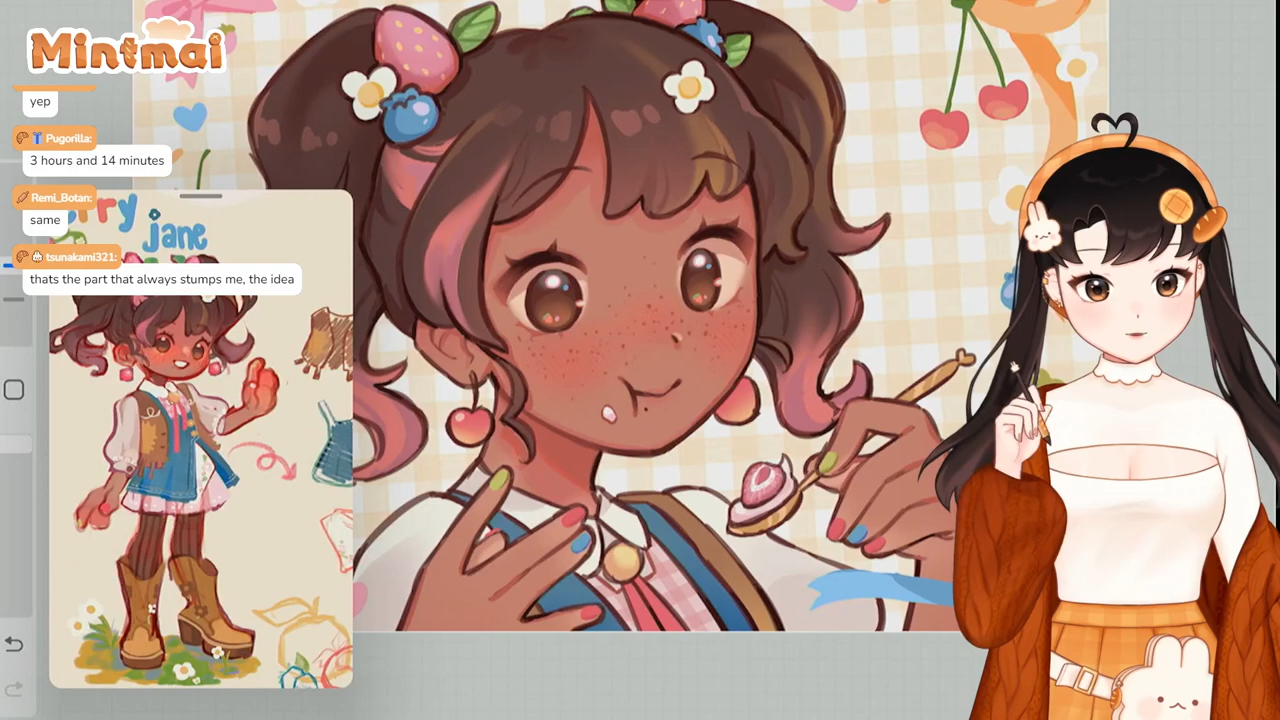 Mintmai
yep
Pugorilla:
3 hours and 14 minutes
Remi_Botan:
same
tsunakami321:
thats the part that always stumps me, the idea
jane